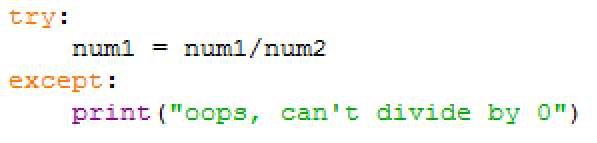 try:
    num1 = num1/num2
except:
    print("oops, can't divide by 0")